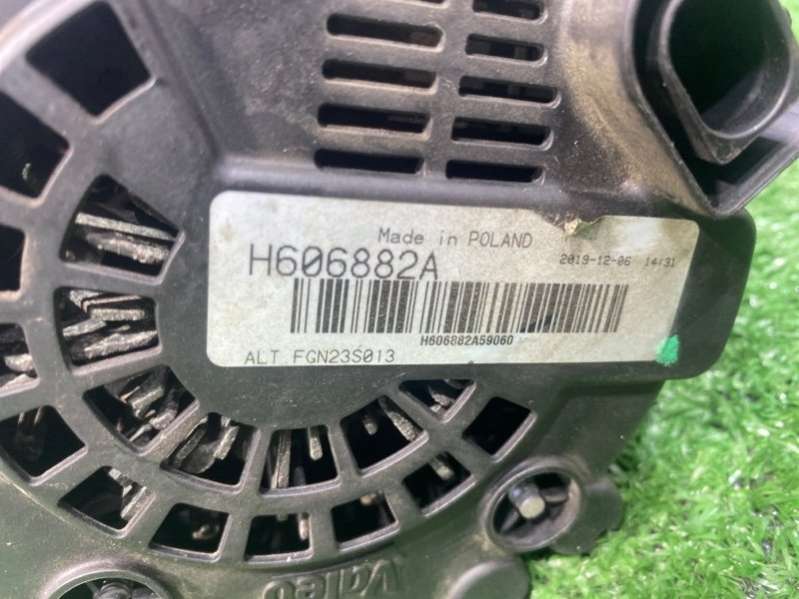 Made in POLAND
H606882A
2019-12-06 14:31
H606882A59060
ALT FGN23S013
Valeo